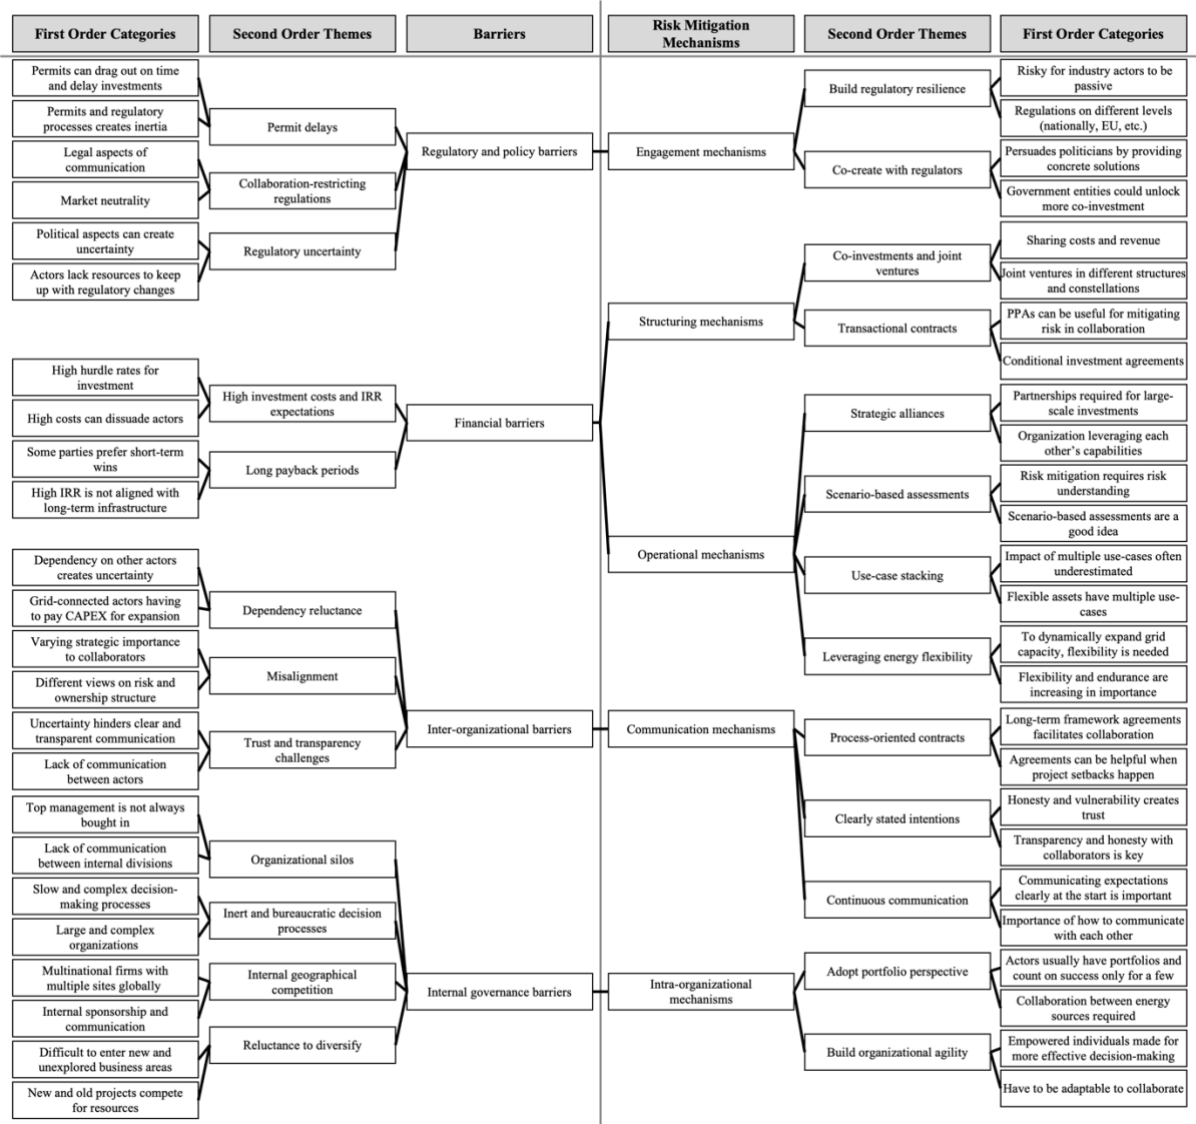 First Order Categories
Second Order Themes
Barriers
Risk Mitigation
Mechanisms
Second Order Themes
First Order Categories
Permits can drag out on time
and delay investments
Permits and regulatory
processes creates inertia
Legal aspects of
communication
Market neutrality
Political aspects can create
uncertainty
Actors lack resources to keep
up with regulatory changes
High hurdle rates for
investment
High costs can dissuade actors
Some parties prefer short-term
wins
High IRR is not aligned with
long-term infrastructure
Dependency on other actors
creates uncertainty
Grid-connected actors having
to pay CAPEX for expansion
Varying strategic importance
to collaborators
Different views on risk and
ownership structure
Uncertainty hinders clear and
transparent communication
Lack of communication
between actors
Top management is not always
bought in
Lack of communication
between internal divisions
Slow and complex decision-
making processes
Large and complex
organizations
Multinational firms with
multiple sites globally
Internal sponsorship and
communication
Difficult to enter new and
unexplored business areas
New and old projects compete
for resources
Permit delays
Collaboration-restricting
regulations
Regulatory uncertainty
High investment costs and IRR
expectations
Long payback periods
Dependency reluctance
Misalignment
Trust and transparency
challenges
Organizational silos
Inert and bureaucratic decision
processes
Internal geographical
competition
Reluctance to diversify
Regulatory and policy barriers
Financial barriers
Inter-organizational barriers
Internal governance barriers
Engagement mechanisms
Structuring mechanisms
Operational mechanisms
Communication mechanisms
Intra-organizational
mechanisms
Build regulatory resilience
Co-create with regulators
Co-investments and joint
ventures
Transactional contracts
Strategic alliances
Scenario-based assessments
Use-case stacking
Leveraging energy flexibility
Process-oriented contracts
Clearly stated intentions
Continuous communication
Adopt portfolio perspective
Build organizational agility
Risky for industry actors to be
passive
Regulations on different levels
(nationally, EU, etc.)
Persuades politicians by providing
concrete solutions
Government entities could unlock
more co-investment
Sharing costs and revenue
Joint ventures in different structures
and constellations
PPAs can be useful for mitigating
risk in collaboration
Conditional investment agreements
Partnerships required for large-
scale investments
Organization leveraging each
other's capabilities
Risk mitigation requires risk
understanding
Scenario-based assessments are a
good idea
Impact of multiple use-cases often
underestimated
Flexible assets have multiple use-
cases
To dynamically expand grid
capacity, flexibility is needed
Flexibility and endurance are
increasing in importance
Long-term framework agreements
facilitates collaboration
Agreements can be helpful when
project setbacks happen
Honesty and vulnerability creates
trust
Transparency and honesty with
collaborators is key
Communicating expectations
clearly at the start is important
Importance of how to communicate
with each other
Actors usually have portfolios and
count on success only for a few
Collaboration between energy
sources required
Empowered individuals made for
more effective decision-making
Have to be adaptable to collaborate